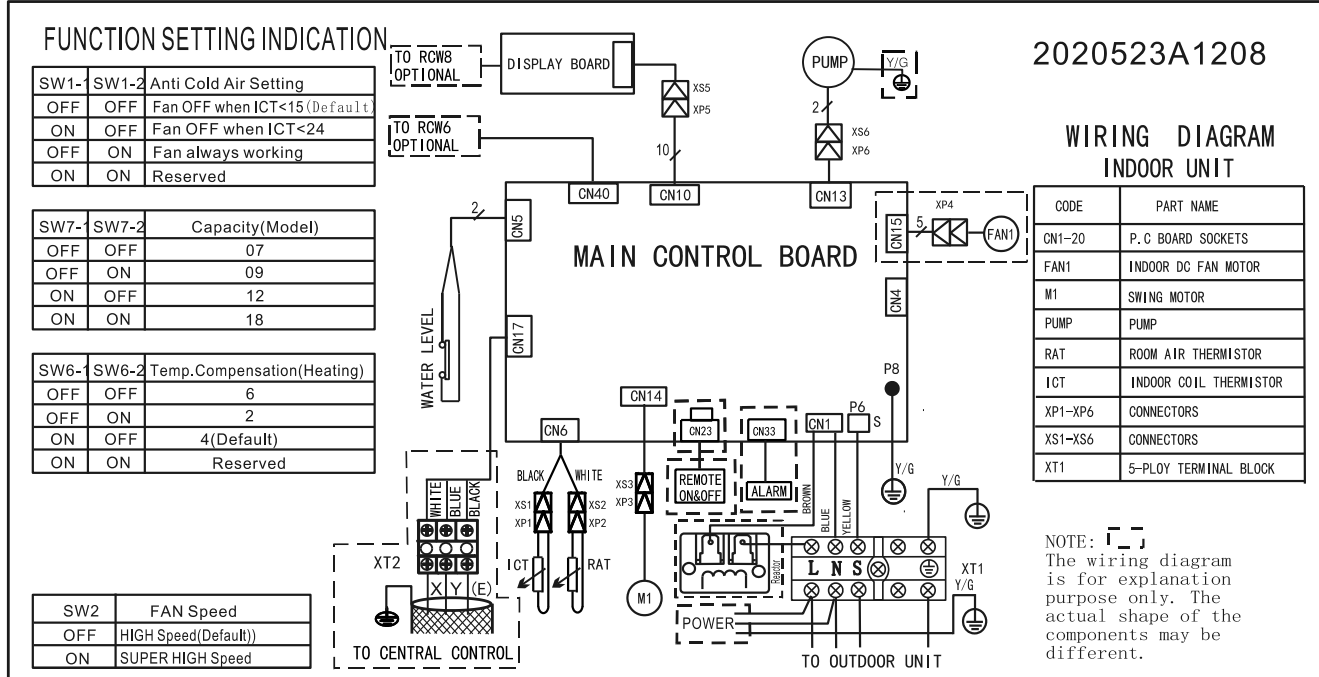 FUNCTION SETTING INDICATION
SW1-1 SW1-2 Anti Cold Air Setting
OFF OFF Fan OFF when ICT<15(Default)
ON OFF Fan OFF when ICT<24
OFF ON Fan always working
ON ON Reserved
SW7-1 SW7-2 Capacity(Model)
OFF OFF 07
OFF ON 09
ON OFF 12
ON ON 18
SW6-1 SW6-2 Temp.Compensation(Heating)
OFF OFF 6
OFF ON 2
ON OFF 4(Default)
ON ON Reserved
SW2 FAN Speed
OFF HIGH Speed(Default))
ON SUPER HIGH Speed
TO RCW8
OPTIONAL
DISPLAY BOARD
XS5
XP5
10
TO RCW6
OPTIONAL
PUMP
Y/G
2
XS6
XP6
CN40
CN10
CN13
2
CN5
WATER LEVEL
CN17
MAIN CONTROL BOARD
CN15
5
XP4
FAN1
CN4
P8
CN14
CN6
CN23
CN33
CN1
P6
S
BLACK
WHITE
XS1
XP1
XS2
XP2
ICT
RAT
XS3
XP3
M1
REMOTE
ON&OFF
ALARM
BROWN
BLUE
YELLOW
Y/G
Y/G
Reactor
L N S
XT1
Y/G
POWER
TO OUTDOOR UNIT
WHITE
BLUE
BLACK
XT2
X Y (E)
TO CENTRAL CONTROL
2020523A1208
WIRING DIAGRAM
INDOOR UNIT
CODE PART NAME
CN1-20 P.C BOARD SOCKETS
FAN1 INDOOR DC FAN MOTOR
M1 SWING MOTOR
PUMP PUMP
RAT ROOM AIR THERMISTOR
ICT INDOOR COIL THERMISTOR
XP1-XP6 CONNECTORS
XS1-XS6 CONNECTORS
XT1 5-PLOY TERMINAL BLOCK
NOTE:
The wiring diagram
is for explanation
purpose only. The
actual shape of the
components may be
different.